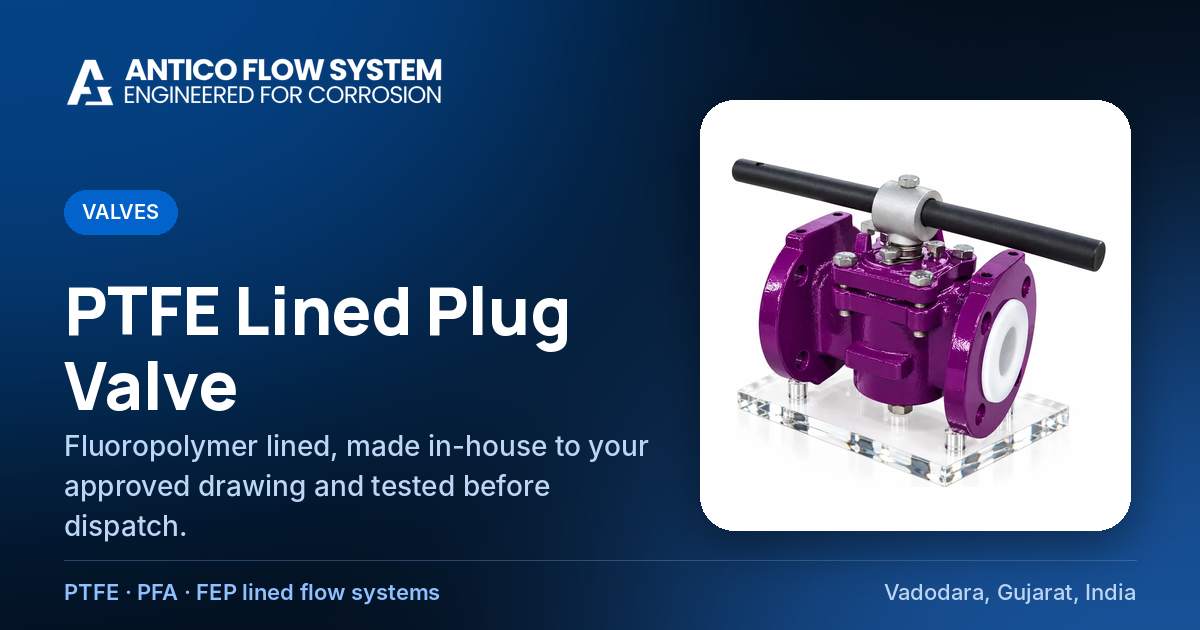 ANTICO FLOW SYSTEM
ENGINEERED FOR CORROSION
VALVES
PTFE Lined Plug
Valve
Fluoropolymer lined, made in-house to your
approved drawing and tested before
dispatch.
PTFE · PFA · FEP lined flow systems
Vadodara, Gujarat, India